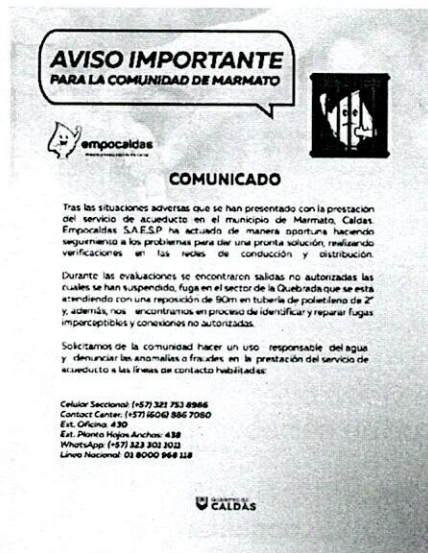 AVISO IMPORTANTE
PARA LA COMUNIDAD DE MARMATO
empocaldas
COMUNICADO
Tras las situaciones adversas que se han presentado con la prestación
del servicio de acueducto en el municipio de Marmato, Caldas.
Empocaldas S.A.E.S.P ha actuado de manera oportuna haciendo
seguimiento a los problemas para dar una pronta solución, realizando
verificaciones en las redes de conducción y distribución.
Durante las evaluaciones se encontraron salidas no autorizadas las
cuales se han suspendido, fuga en el sector de la Quebrada que se está
atendiendo con una reposición de 90m en tubería de polietileno de 2"
y, además, nos encontramos en proceso de identificar y reparar fugas
imperceptibles y conexiones no autorizadas.
Solicitamos de la comunidad hacer un uso responsable del agua
y denunciar las anomalías o fraudes en la prestación del servicio de
acueducto a las líneas de contacto habilitadas:
Celular Seccional: (+57) 321 753 8966
Contact Center: (+57) (606) 886 7080
Ext. Oficina: 430
Ext. Planta Hojas Anchas: 438
WhatsApp: (+57) 323 301 1011
Línea Nacional: 01 8000 968 118
CALDAS